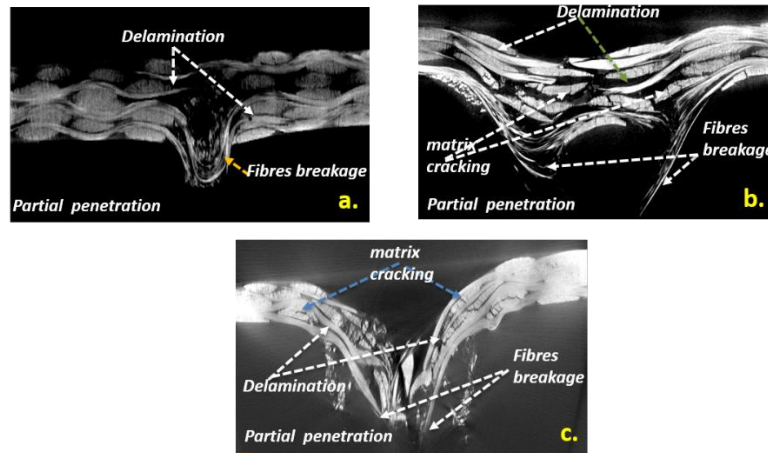 Delamination
Fibres breakage
Partial penetration
a.
Delamination
matrix
cracking
Fibres
breakage
Partial penetration
b.
matrix
cracking
Delamination
Fibres
breakage
Partial penetration
c.